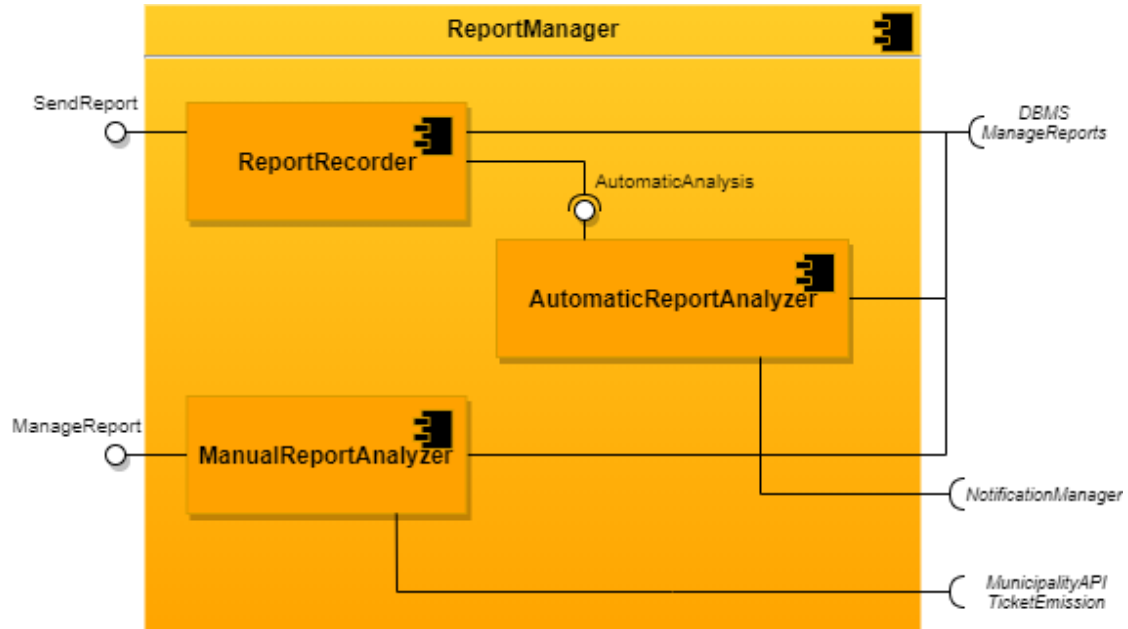 ReportManager
SendReport
DBMS
ManageReports
ReportRecorder
AutomaticAnalysis
AutomaticReportAnalyzer
ManageReport
ManualReportAnalyzer
NotificationManager
MunicipalityAPI
TicketEmission